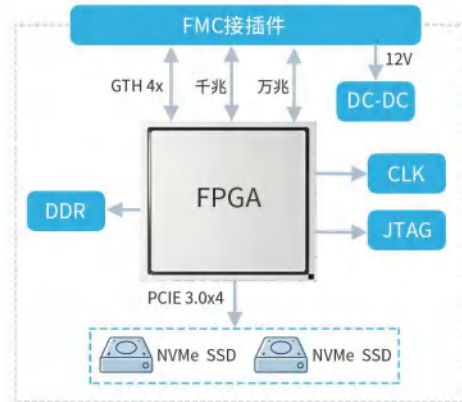 FMC接插件
12V
GTH 4x
千兆
万兆
DC-DC
CLK
FPGA
DDR
JTAG
PCIE 3.0x4
NVMe SSD
NVMe SSD